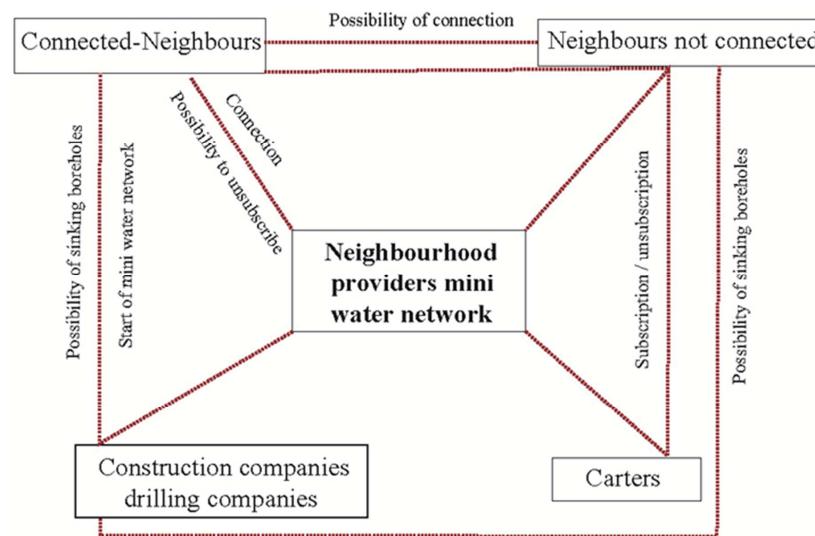 Possibility of connection
Connected-Neighbours
Neighbours not connected
Connection
Possibility to unsubscribe
Possibility of sinking boreholes
Start of mini water network
Neighbourhood
providers mini
water network
Subscription / unsubscription
Possibility of sinking boreholes
Construction companies
drilling companies
Carters